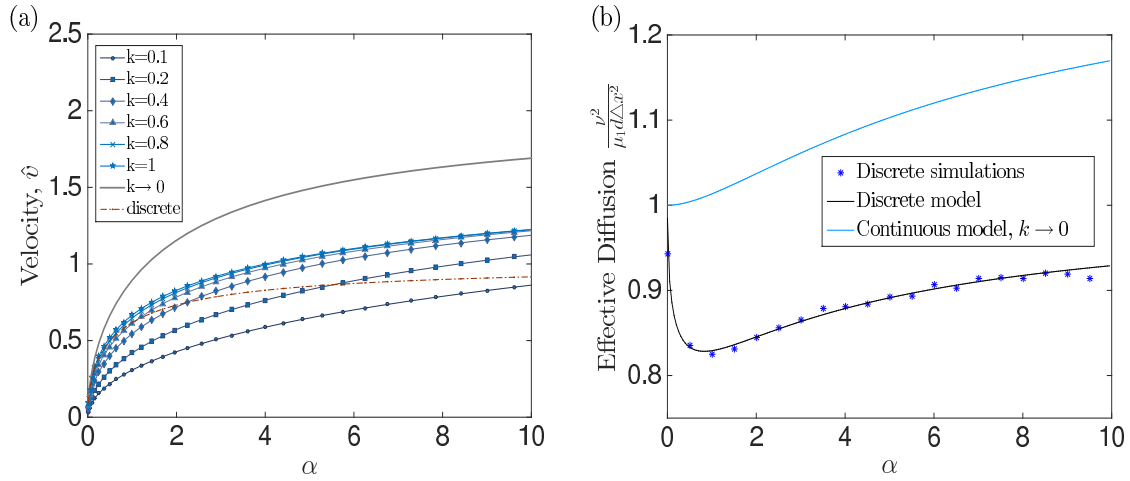 (a)
2.5
2
1.5
1
0.5
0
0 2 4 6 8 10
Velocity, v̂
α
k=0.1
k=0.2
k=0.4
k=0.6
k=0.8
k=1
k→0
discrete
(b)
1.2
1.1
1
0.9
0.8
0 2 4 6 8 10
Effective Diffusion ν²/μ₁d△x²
α
Discrete simulations
Discrete model
Continuous model, k → 0